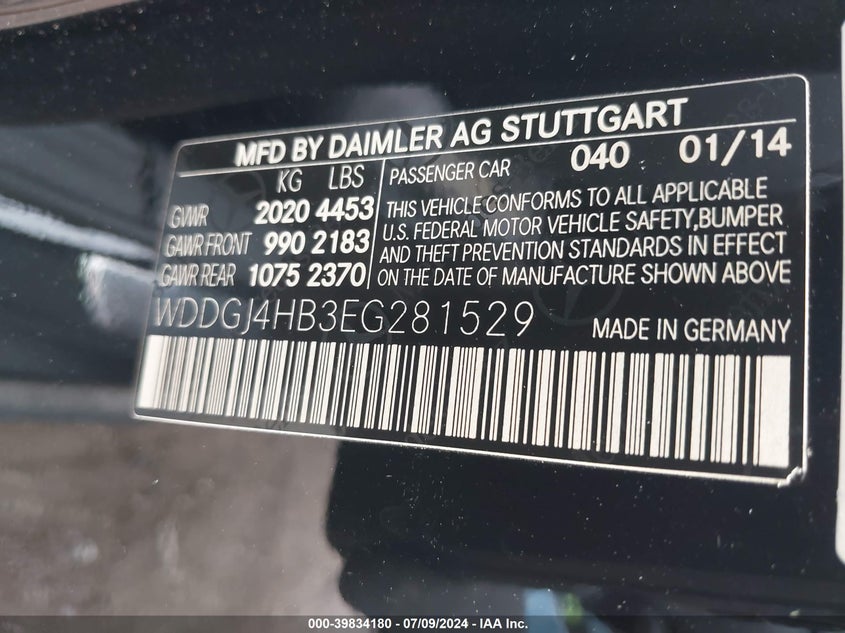 MFD BY DAIMLER AG STUTTGART
KG LBS
GVWR 2020 4453
GAWR FRONT 990 2183
GAWR REAR 1075 2370
PASSENGER CAR 040 01/14
THIS VEHICLE CONFORMS TO ALL APPLICABLE
U.S. FEDERAL MOTOR VEHICLE SAFETY,BUMPER
AND THEFT PREVENTION STANDARDS IN EFFECT
ON THE DATE OF MANUFACTURE SHOWN ABOVE
WDDGJ4HB3EG281529 MADE IN GERMANY
000-39834180 - 07/09/2024 - IAA Inc.